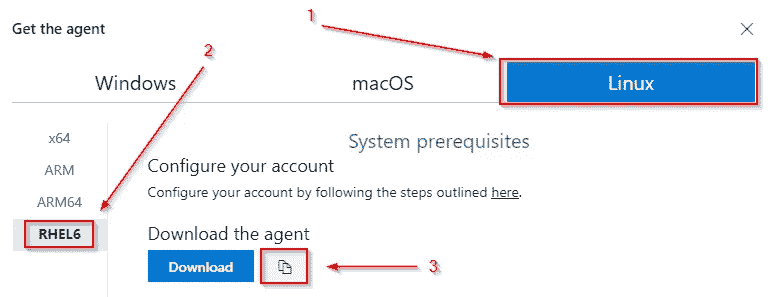 1
Get the agent
2
Windows macOS Linux
x64
ARM
ARM64
RHEL6
System prerequisites
Configure your account
Configure your account by following the steps outlined here.
Download the agent
Download
3